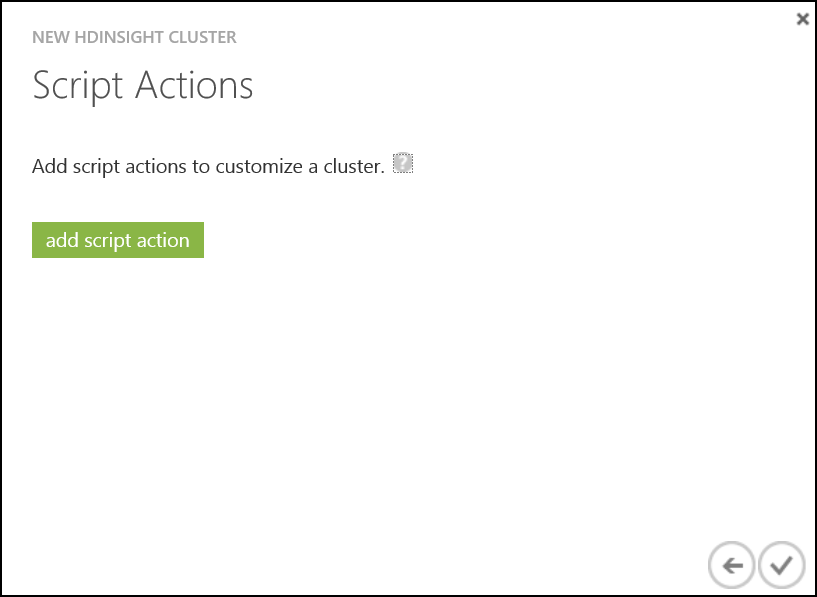 NEW HDINSIGHT CLUSTER
Script Actions
Add script actions to customize a cluster. ?
add script action